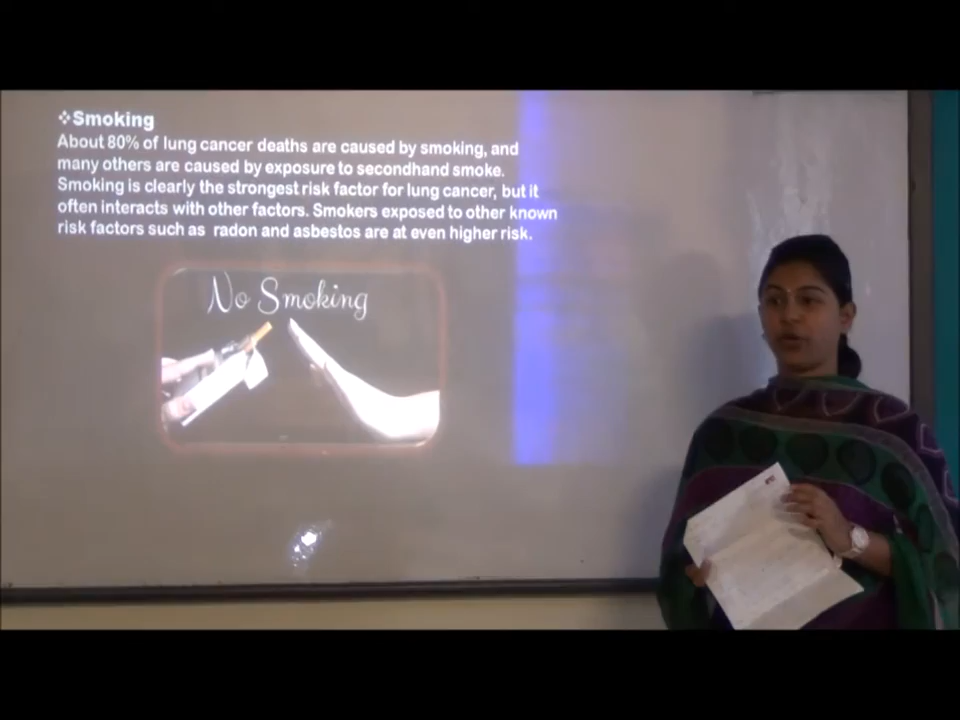 ❖Smoking
About 80% of lung cancer deaths are caused by smoking, and
many others are caused by exposure to secondhand smoke.
Smoking is clearly the strongest risk factor for lung cancer, but it
often interacts with other factors. Smokers exposed to other known
risk factors such as radon and asbestos are at even higher risk.
No Smoking